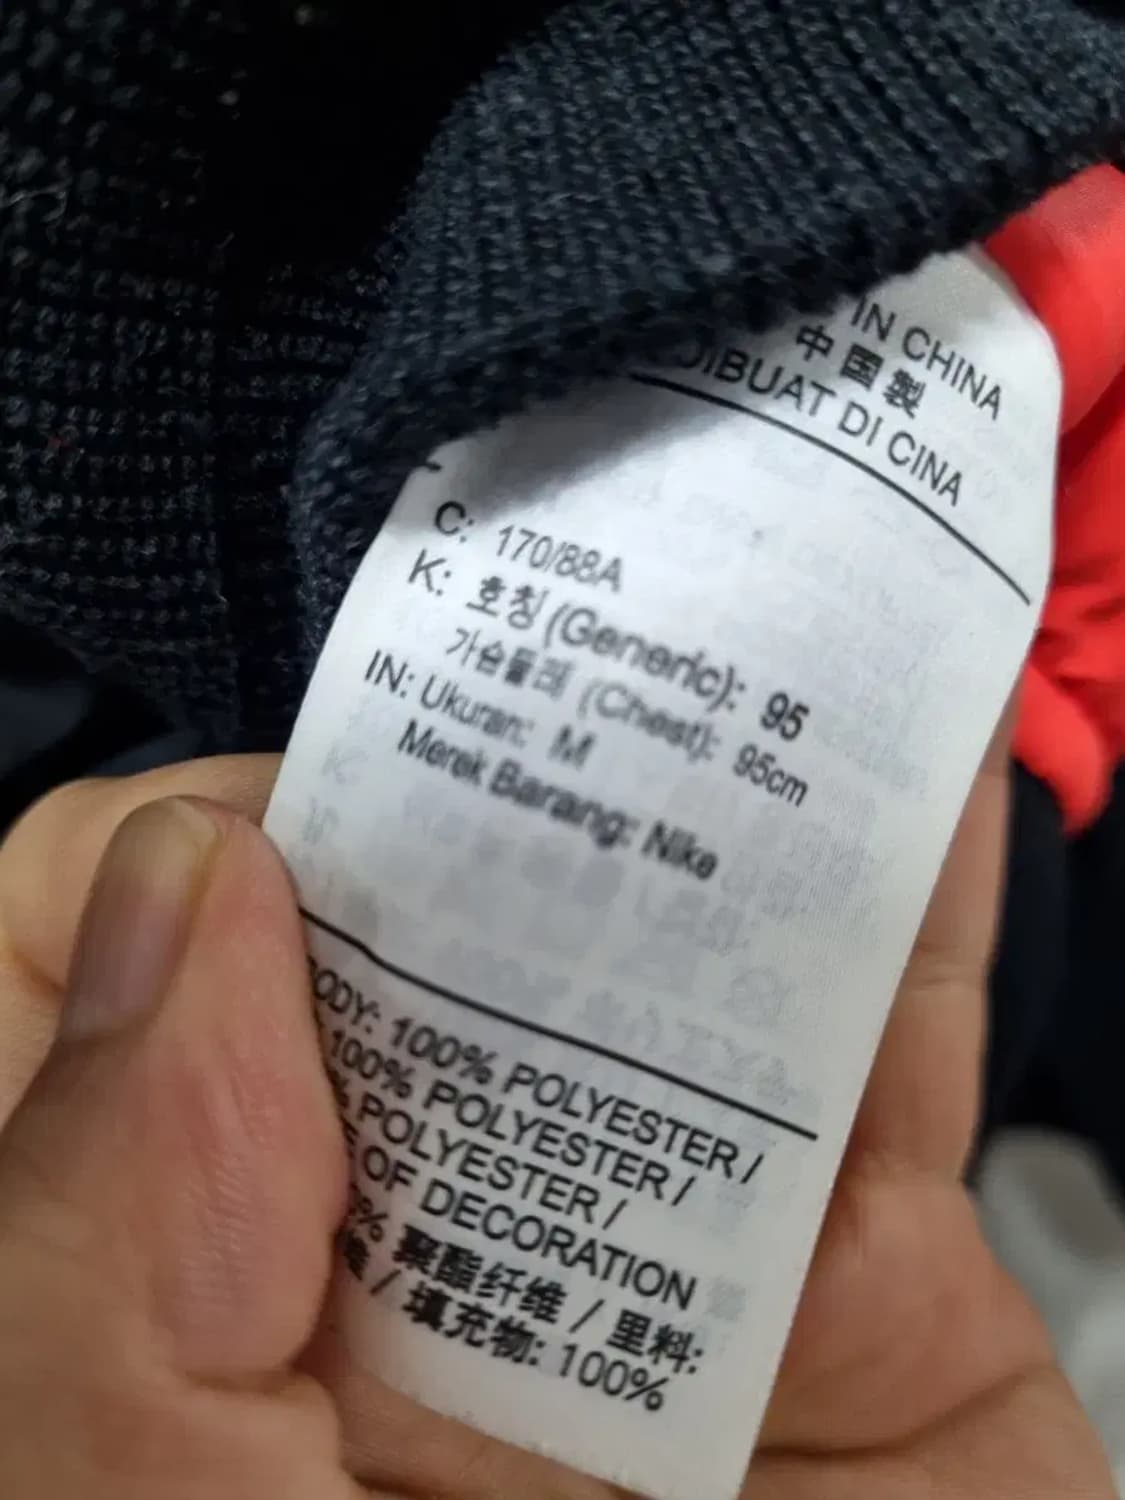 IN CHINA
中国製
DIBUAT DI CINA
C: 170/88A
K: 호칭 (Generic): 95
가슴둘레 (Chest): 95cm
IN: Ukuran: M
Merek Barang: Nike
ODY: 100% POLYESTER /
100% POLYESTER /
% POLYESTER /
OF DECORATION
% 聚酯纤维 / 里料:
维 / 填充物: 100%